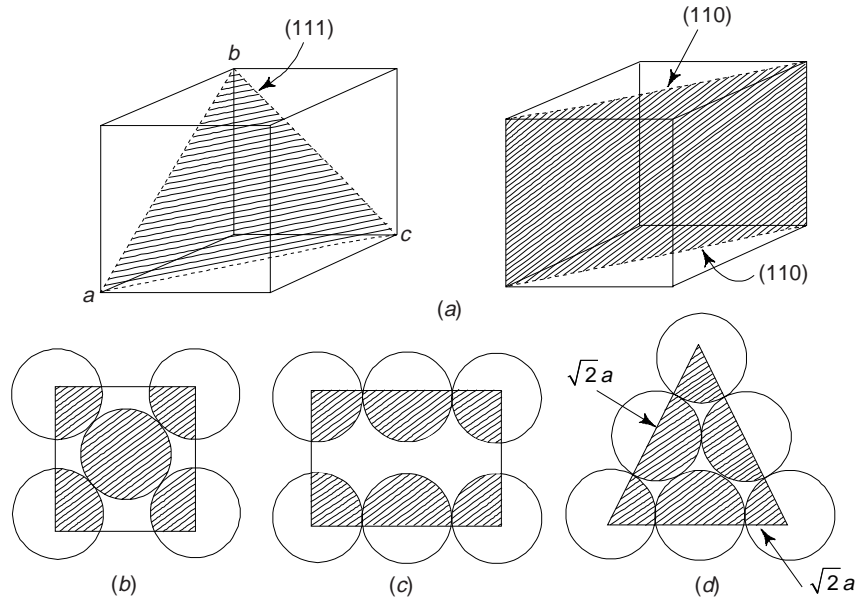 (111)
b
a
c
(110)
(110)
(a)
√2 a
√2 a
(b)
(c)
(d)